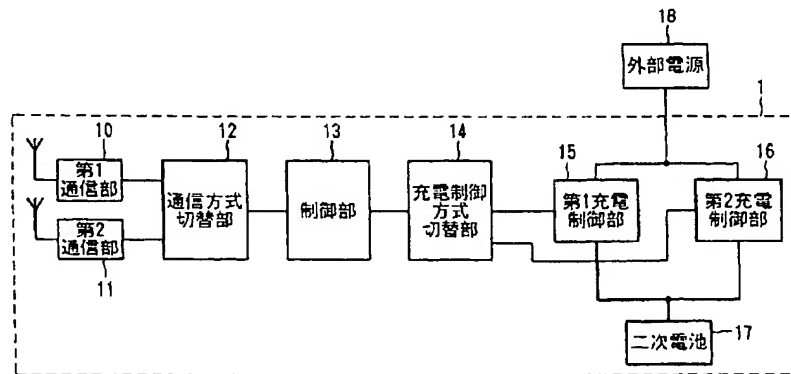 18
外部電源
1
10
第1
通信部
12
通信方式
切替部
13
制御部
14
充電制御
方式
切替部
15
第1充電
制御部
16
第2充電
制御部
第2
通信部
11
二次電池
17